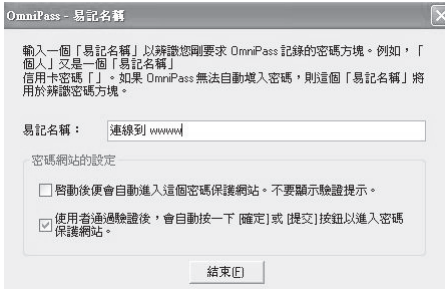 OmniPass - 易記名稱
輸入一個「易記名稱」以辨識您剛要求 OmniPass 記錄的密碼方塊。例如，「
個人」又是一個「易記名稱」
信用卡密碼「」。如果 OmniPass 無法自動填入密碼，則這個「易記名稱」將
用於辨識密碼方塊。
易記名稱：
連線到 wwww
密碼網站的設定
啓動後便會自動進入這個密碼保護網站。不要顯示驗證提示。
使用者通過驗證後，會自動按一下 [確定] 或 [提交] 按鈕以進入密碼
保護網站。
結束(F)